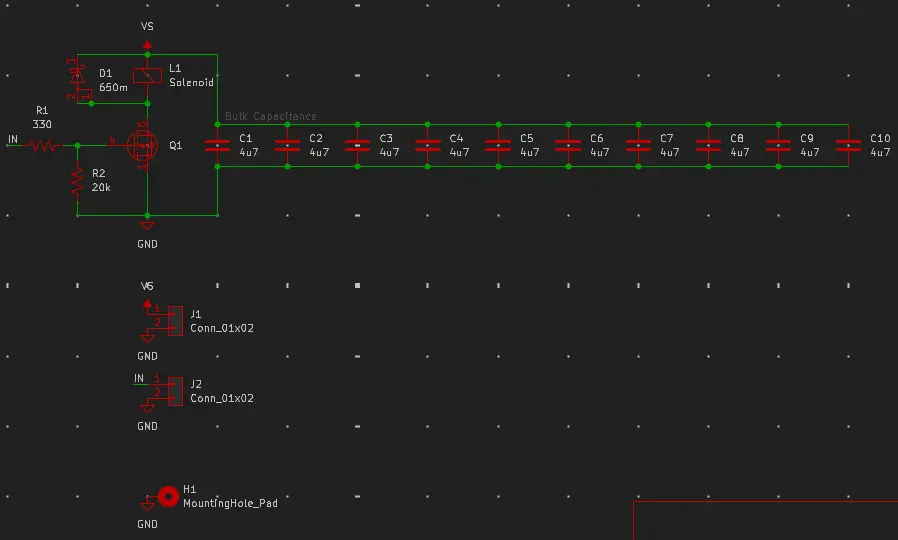 VS
D1
650m
L1
Solenoid
R1
330
IN
Q1
R2
20k
GND
Bulk Capacitance
C1
4u7
C2
4u7
C3
4u7
C4
4u7
C5
4u7
C6
4u7
C7
4u7
C8
4u7
C9
4u7
C10
4u7
VS
1
2
J1
Conn_01x02
GND
IN
1
2
J2
Conn_01x02
GND
H1
MountingHole_Pad
GND